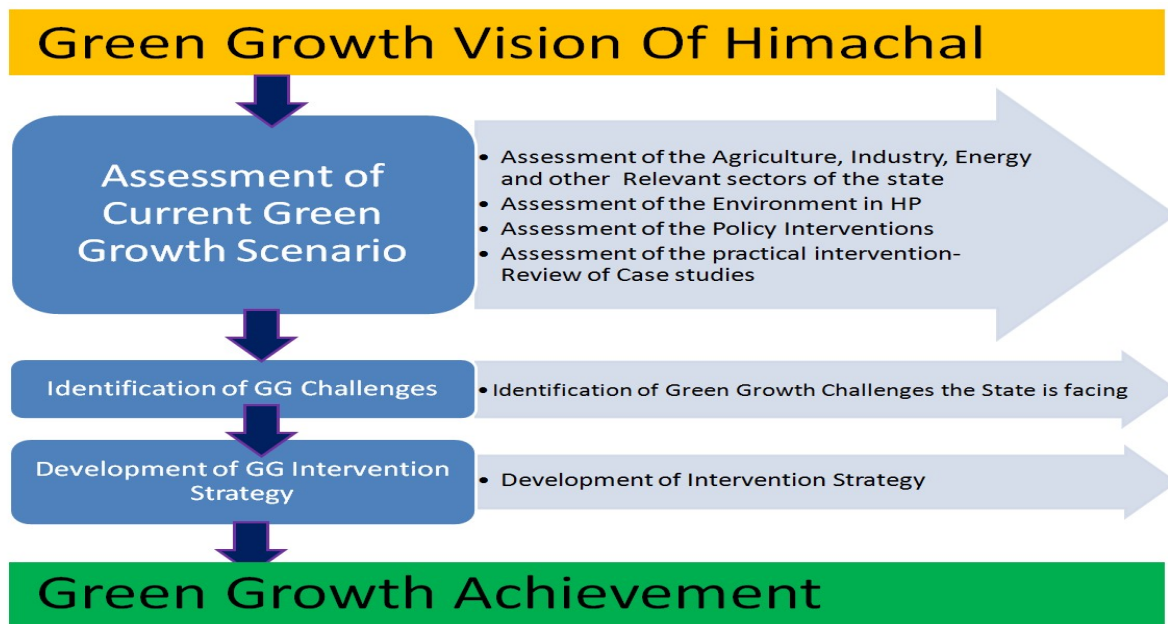 Green Growth Vision Of Himachal
Assessment of
Current Green
Growth Scenario
• Assessment of the Agriculture, Industry, Energy
and other Relevant sectors of the state
• Assessment of the Environment in HP
• Assessment of the Policy Interventions
• Assessment of the practical intervention-
Review of Case studies
Identification of GG Challenges
• Identification of Green Growth Challenges the State is facing
Development of GG Intervention
Strategy
• Development of Intervention Strategy
Green Growth Achievement